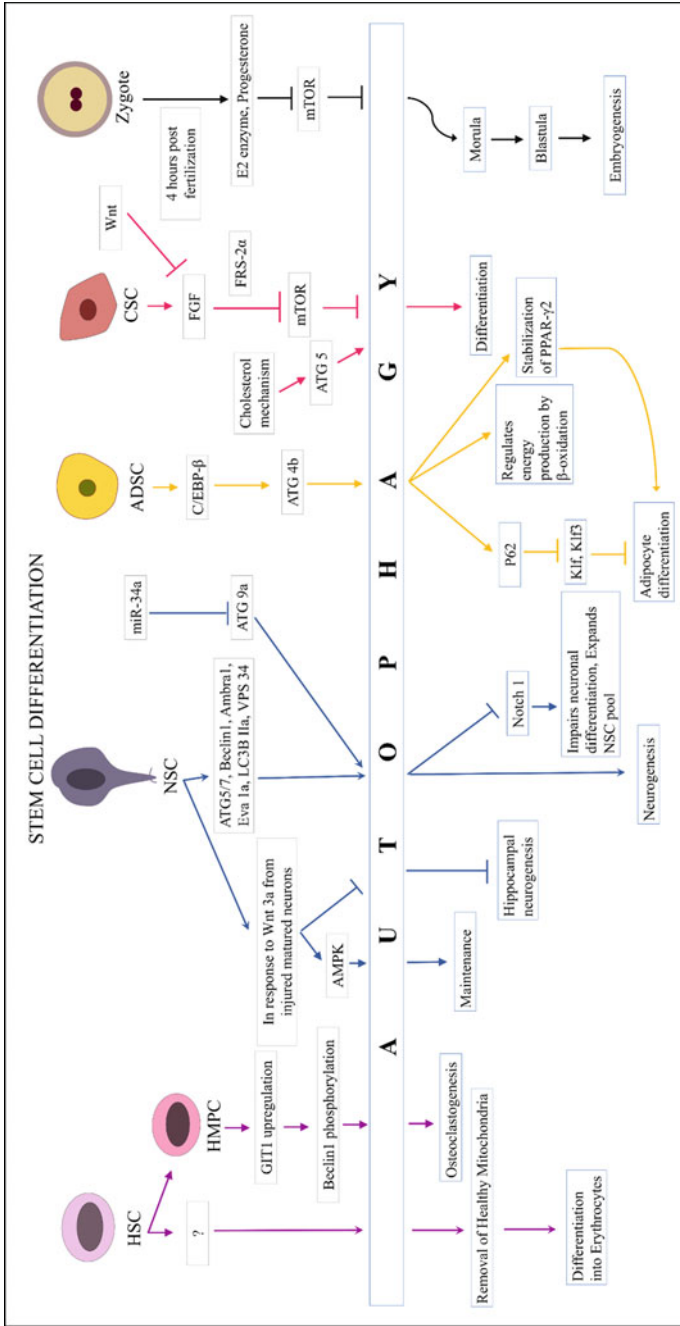 STEM CELL DIFFERENTIATION
HSC
HMPC
NSC
ADSC
CSC
Zygote
?
GIT1 upregulation
Beclin1 phosphorylation
In response to Wnt 3a from
injured matured neurons
AMPK
ATG5/7, Beclin1, Ambra1,
Eva 1a, LC3B IIa, VPS 34
miR-34a
ATG 9a
C/EBP-β
ATG 4b
Cholesterol
mechanism
ATG 5
Wnt
FGF
FRS-2α
mTOR
4 hours post
fertilization
E2 enzyme, Progesterone
mTOR
A U T O P H A G Y
Removal of Healthy Mitochondria
Differentiation
into Erythrocytes
Osteoclastogenesis
Maintenance
Hippocampal
neurogenesis
Neurogenesis
Notch 1
Impairs neuronal
differentiation, Expands
NSC pool
P62
Klf, Klf3
Adipocyte
differentiation
Regulates
energy
production by
β-oxidation
Stabilization
of PPAR-γ2
Differentiation
Morula
Blastula
Embryogenesis